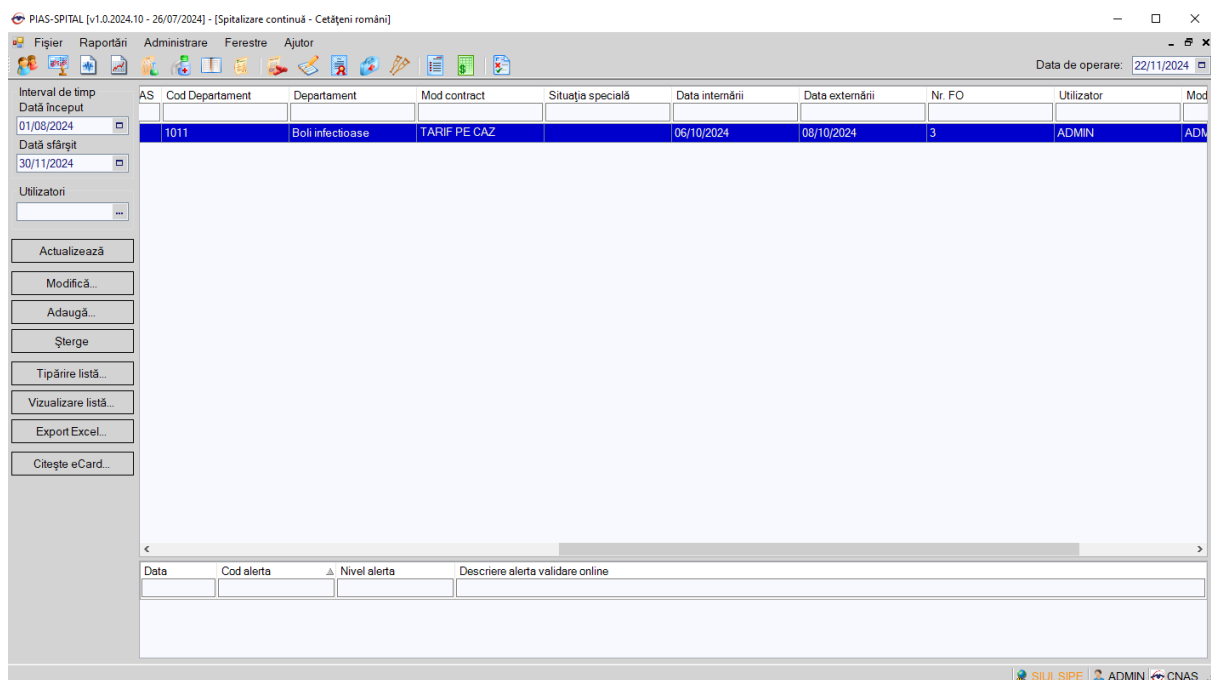 PIAS-SPITAL [v1.0.2024.10 - 26/07/2024] - [Spitalizare continuă - Cetăţeni români]
Fişier Raportări Administrare Ferestre Ajutor
Data de operare: 22/11/2024
Interval de timp
Dată început
01/08/2024
Dată sfârşit
30/11/2024
Utilizatori
...
Actualizează
Modifică...
Adaugă...
Şterge
Tipărire listă...
Vizualizare listă...
Export Excel...
Citeşte eCard...
AS Cod Departament Departament Mod contract Situaţia specială Data internării Data externării Nr. FO Utilizator Mod
1011 Boli infectioase TARIF PE CAZ 06/10/2024 08/10/2024 3 ADMIN ADM
Data Cod alerta Nivel alerta Descriere alerta validare online
SIUI SIPE ADMIN CNAS